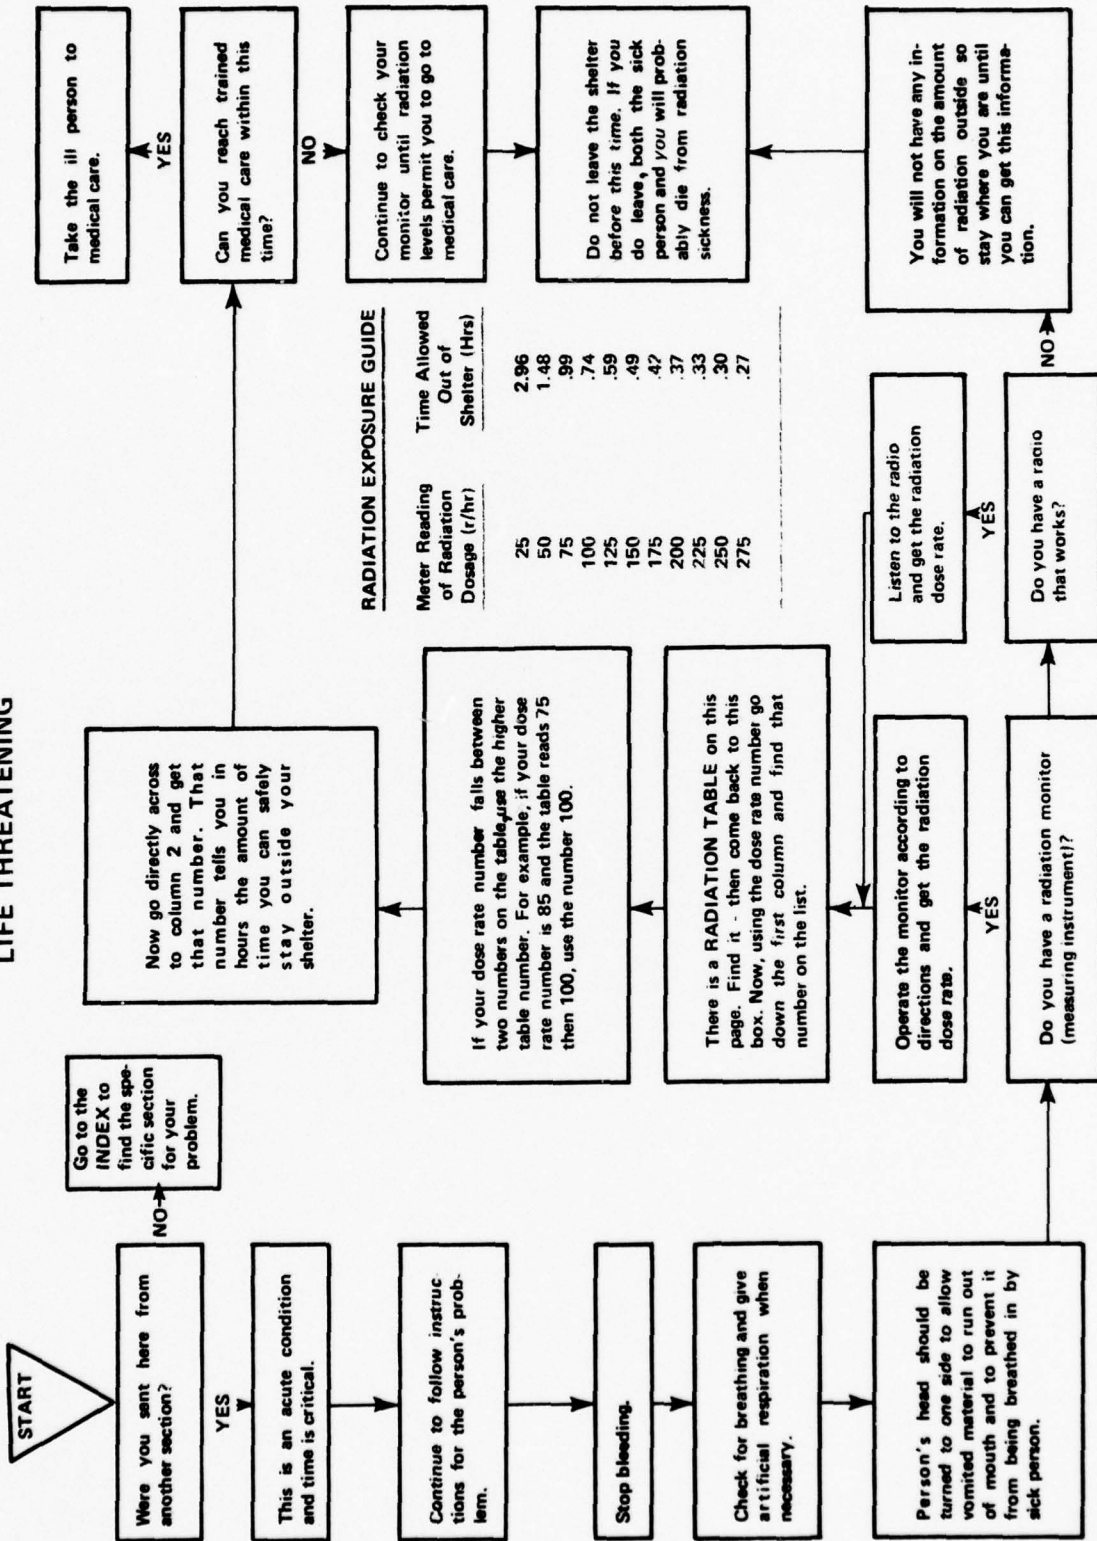 LIFE THREATENING
START
Were you sent here from
another section?
NO
Go to the
INDEX to
find the spe-
cific section
for your
problem.
YES
This is an acute condition
and time is critical.
Continue to follow instruc-
tions for the person's prob-
lem.
Stop bleeding.
Check for breathing and give
artificial respiration when
necessary.
Person's head should be
turned to one side to allow
vomited material to run out
of mouth and to prevent it
from being breathed in by
sick person.
Do you have a radiation monitor
(measuring instrument)?
YES
Operate the monitor according to
directions and get the radiation
dose rate.
Do you have a radio
that works?
YES
Listen to the radio
and get the radiation
dose rate.
NO
You will not have any in-
formation on the amount
of radiation outside so
stay where you are until
you can get this informa-
tion.
There is a RADIATION TABLE on this
page. Find it - then come back to this
box. Now, using the dose rate number go
down the first column and find that
number on the list.
If your dose rate number falls between
two numbers on the table, use the higher
table number. For example, if your dose
rate number is 85 and the table reads 75
then 100, use the number 100.
Now go directly across
to column 2 and get
that number. That
number tells you in
hours the amount of
time you can safely
stay outside your
shelter.
RADIATION EXPOSURE GUIDE
Meter Reading
of Radiation
Dosage (r/hr)
Time Allowed
Out of
Shelter (Hrs)
25 2.96
50 1.48
75 .99
100 .74
125 .59
150 .49
175 .42
200 .37
225 .33
250 .30
275 .27
Can you reach trained
medical care within this
time?
YES
Take the ill person to
medical care.
NO
Continue to check your
monitor until radiation
levels permit you to go to
medical care.
Do not leave the shelter
before this time. If you
do leave, both the sick
person and you will prob-
ably die from radiation
sickness.